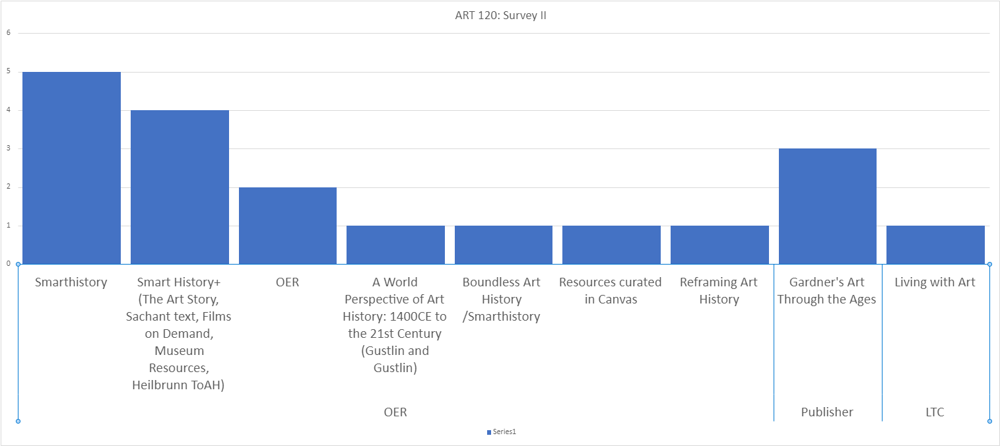 ART 120: Survey II
6
5
4
3
2
1
0
Smarthistory
Smart History+
(The Art Story,
Sachant text, Films
on Demand,
Museum
Resources,
Heilbrunn ToAH)
OER
A World
Perspective of Art
History: 1400CE to
the 21st Century
(Gustlin and
Gustlin)
Boundless Art
History
/Smarthistory
Resources curated
in Canvas
Reframing Art
History
Gardner's Art
Through the Ages
Living with Art
OER
Publisher
LTC
Series1